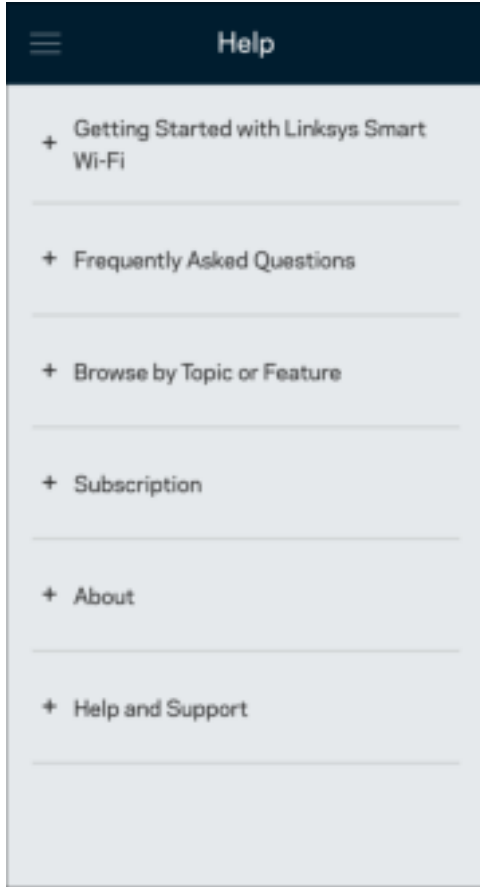 Help
+ Getting Started with Linksys Smart
Wi-Fi
+ Frequently Asked Questions
+ Browse by Topic or Feature
+ Subscription
+ About
+ Help and Support